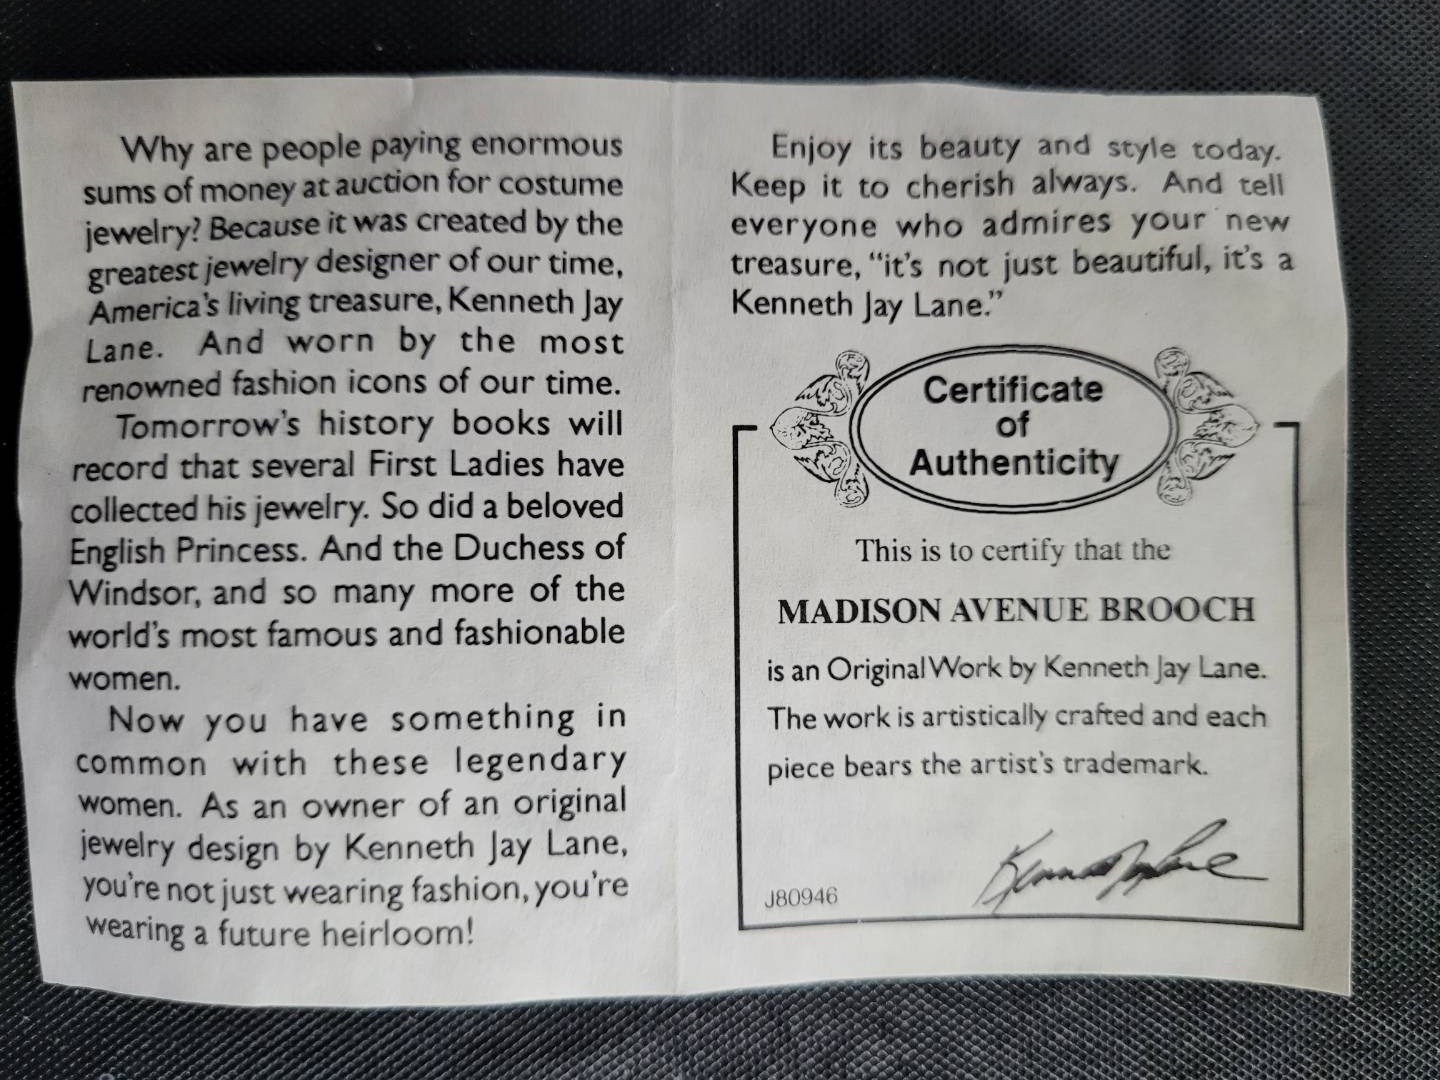 Why are people paying enormous
sums of money at auction for costume
jewelry? Because it was created by the
greatest jewelry designer of our time,
America's living treasure, Kenneth Jay
Lane. And worn by the most
renowned fashion icons of our time.
Tomorrow's history books will
record that several First Ladies have
collected his jewelry. So did a beloved
English Princess. And the Duchess of
Windsor, and so many more of the
world's most famous and fashionable
women.
Now you have something in
common with these legendary
women. As an owner of an original
jewelry design by Kenneth Jay Lane,
you're not just wearing fashion, you're
wearing a future heirloom!
Enjoy its beauty and style today.
Keep it to cherish always. And tell
everyone who admires your new
treasure, "it's not just beautiful, it's a
Kenneth Jay Lane."
Certificate
of
Authenticity
This is to certify that the
MADISON AVENUE BROOCH
is an Original Work by Kenneth Jay Lane.
The work is artistically crafted and each
piece bears the artist's trademark.
Kenneth Jay Lane
J80946